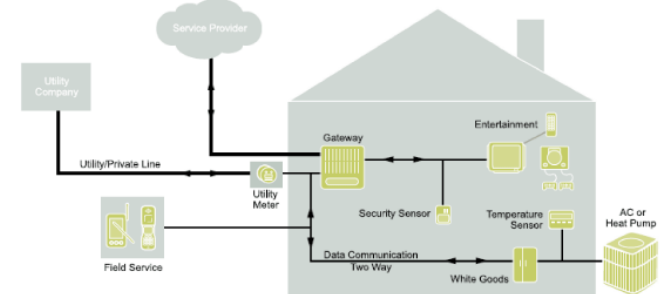 Service Provider
Utility
Company
Entertainment
Gateway
Utility/Private Line
Utility
Meter
Security Sensor
Temperature
Sensor
AC or
Heat Pump
Field Service
Data Communication
Two Way
White Goods